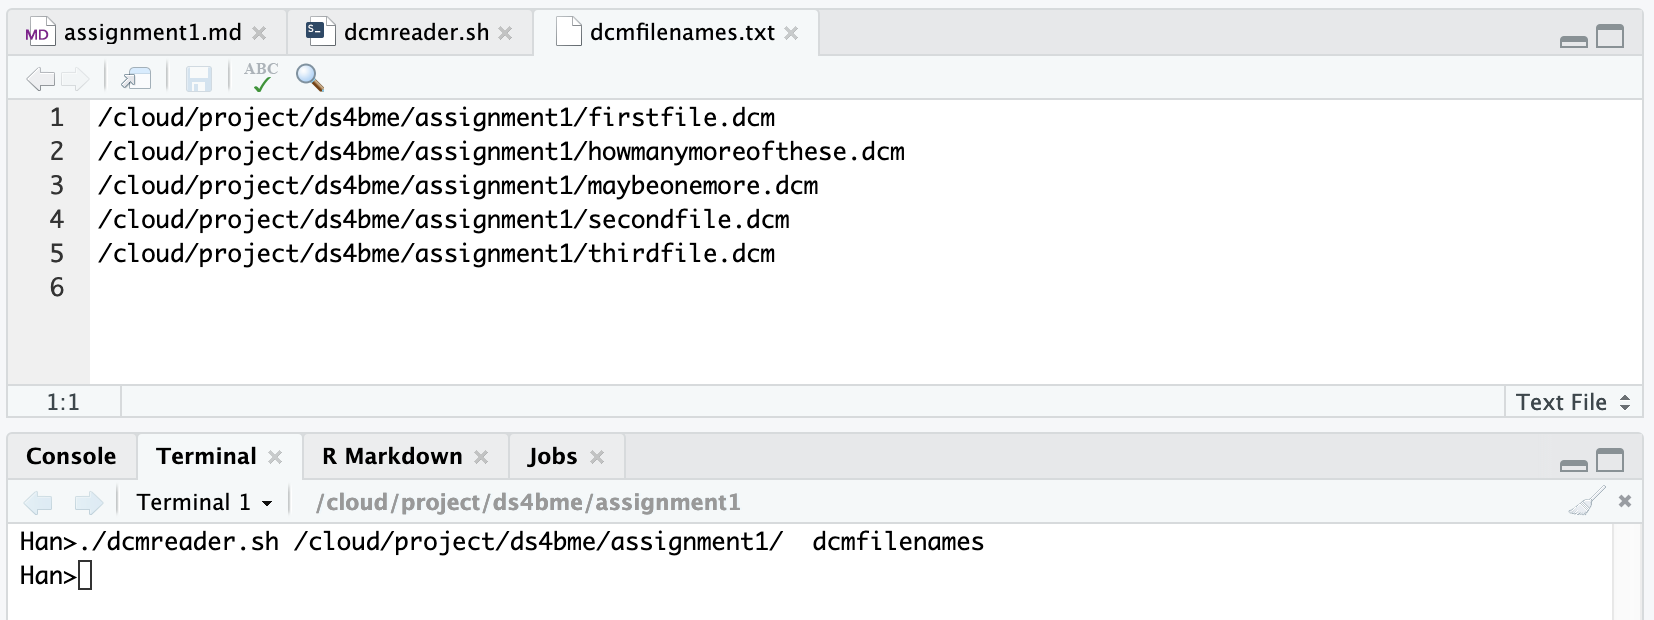 MD assignment1.md dcmreader.sh dcmfilenames.txt
ABC
1 /cloud/project/ds4bme/assignment1/firstfile.dcm
2 /cloud/project/ds4bme/assignment1/howmanymoreofthese.dcm
3 /cloud/project/ds4bme/assignment1/maybeonemore.dcm
4 /cloud/project/ds4bme/assignment1/secondfile.dcm
5 /cloud/project/ds4bme/assignment1/thirdfile.dcm
6
1:1 Text File
Console Terminal R Markdown Jobs
Terminal 1 /cloud/project/ds4bme/assignment1
Han>./dcmreader.sh /cloud/project/ds4bme/assignment1/  dcmfilenames
Han>